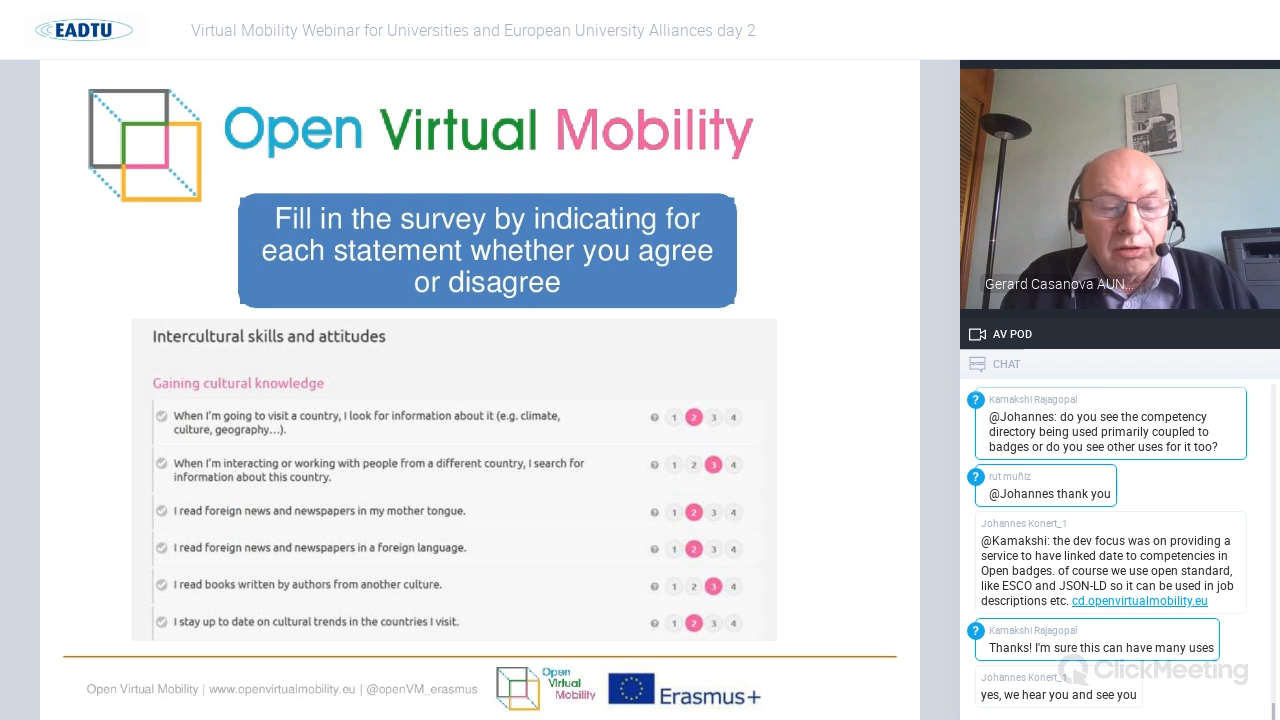 EADTU
Virtual Mobility Webinar for Universities and European University Alliances day 2
Open Virtual Mobility
Fill in the survey by indicating for
each statement whether you agree
or disagree
Intercultural skills and attitudes
Gaining cultural knowledge
When I'm going to visit a country, I look for information about it (e.g. climate,
culture, geography...).
1 2 3 4
When I'm interacting or working with people from a different country, I search for
information about this country.
1 2 3 4
I read foreign news and newspapers in my mother tongue.
1 2 3 4
I read foreign news and newspapers in a foreign language.
1 2 3 4
I read books written by authors from another culture.
1 2 3 4
I stay up to date on cultural trends in the countries I visit.
1 2 3 4
Open Virtual Mobility | www.openvirtualmobility.eu | @openVM_erasmus
Open
Virtual
Mobility
Erasmus+
Gerard Casanova AUN...
AV POD
CHAT
? Kamakshi Rajagopal
@Johannes: do you see the competency
directory being used primarily coupled to
badges or do you see other uses for it too?
? rut muñiz
@Johannes thank you
Johannes Konert_1
@Kamakshi: the dev focus was on providing a
service to have linked date to competencies in
Open badges. of course we use open standard,
like ESCO and JSON-LD so it can be used in job
descriptions etc. cd.openvirtualmobility.eu
? Kamakshi Rajagopal
Thanks! I'm sure this can have many uses
ClickMeeting
Johannes Konert_1
yes, we hear you and see you